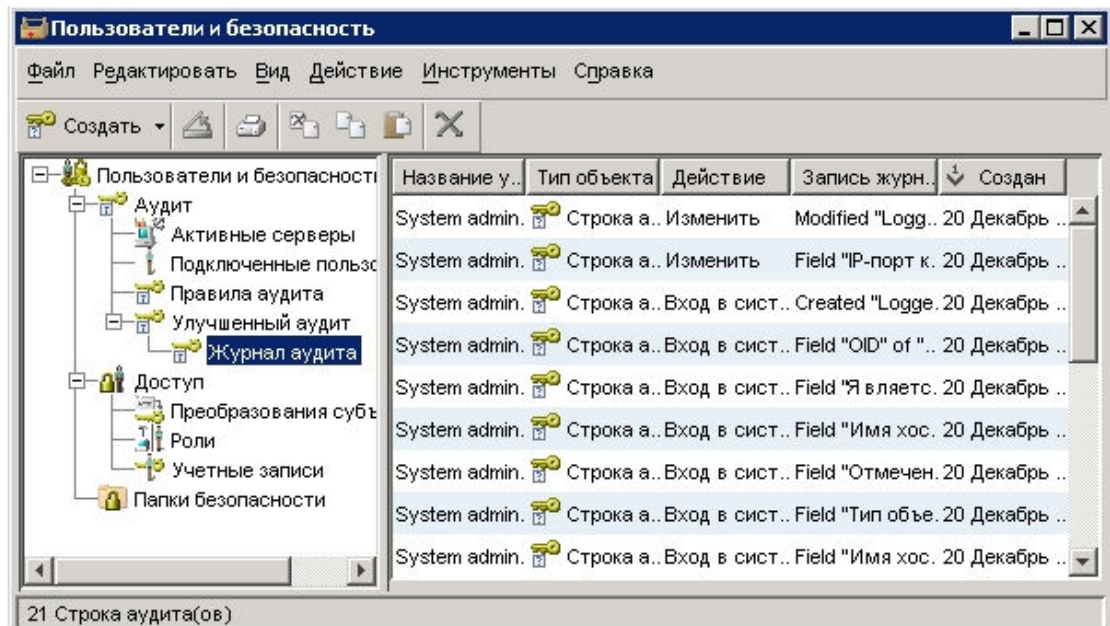 Пользователи и безопасность
Файл Редактировать Вид Действие Инструменты Справка
Создать
Пользователи и безопасності
Аудит
Активные серверы
Подключенные польз
Правила аудита
Улучшенный аудит
Журнал аудита
Доступ
Преобразования субъ
Роли
Учетные записи
Папки безопасности
Название у.. Тип объекта Действие Запись журн.. Создан
System admin. Строка а.. Изменить Modified "Logg.. 20 Декабрь ..
System admin. Строка а.. Изменить Field "IP-порт к. 20 Декабрь ..
System admin. Строка а.. Вход в сист.. Created "Logge. 20 Декабрь ..
System admin. Строка а.. Вход в сист.. Field "OID" of ".. 20 Декабрь ..
System admin. Строка а.. Вход в сист.. Field "Являетс. 20 Декабрь ..
System admin. Строка а.. Вход в сист.. Field "Имя хос. 20 Декабрь ..
System admin. Строка а.. Вход в сист.. Field "Отмечен. 20 Декабрь ..
System admin. Строка а.. Вход в сист.. Field "Тип объе. 20 Декабрь ..
System admin. Строка а.. Вход в сист.. Field "Имя хос. 20 Декабрь ..
21 Строка аудита(ов)